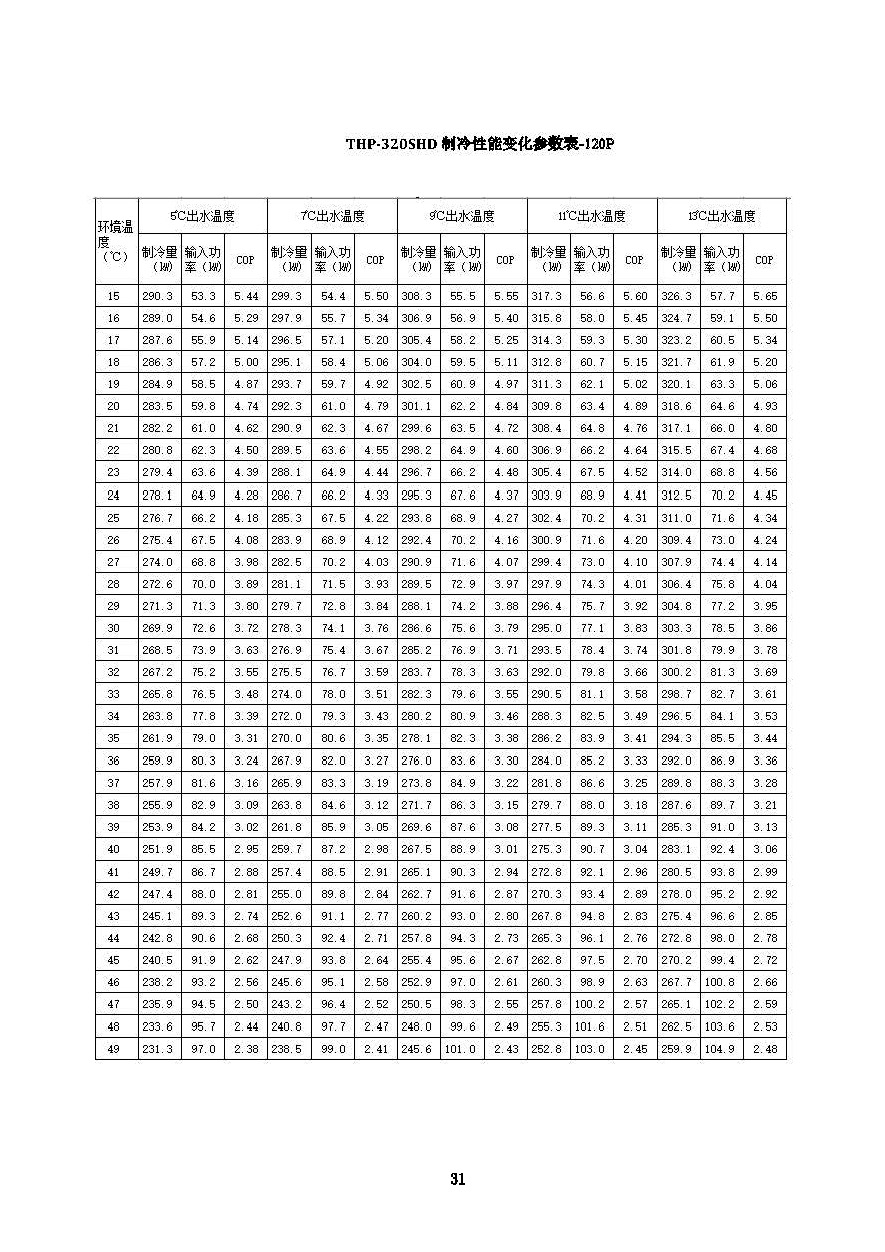 THP-320SHD 制冷性能变化参数表-120P
环境温度（℃） 5℃出水温度 7℃出水温度 9℃出水温度 11℃出水温度 13℃出水温度
制冷量（kW） 输入功率（kW） COP 制冷量（kW） 输入功率（kW） COP 制冷量（kW） 输入功率（kW） COP 制冷量（kW） 输入功率（kW） COP 制冷量（kW） 输入功率（kW） COP
15 290.3 53.3 5.44 299.3 54.4 5.50 308.3 55.5 5.55 317.3 56.6 5.60 326.3 57.7 5.65
16 289.0 54.6 5.29 297.9 55.7 5.34 306.9 56.9 5.40 315.8 58.0 5.45 324.7 59.1 5.50
17 287.6 55.9 5.14 296.5 57.1 5.20 305.4 58.2 5.25 314.3 59.3 5.30 323.2 60.5 5.34
18 286.3 57.2 5.00 295.1 58.4 5.06 304.0 59.5 5.11 312.8 60.7 5.15 321.7 61.9 5.20
19 284.9 58.5 4.87 293.7 59.7 4.92 302.5 60.9 4.97 311.3 62.1 5.02 320.1 63.3 5.06
20 283.5 59.8 4.74 292.3 61.0 4.79 301.1 62.2 4.84 309.8 63.4 4.89 318.6 64.6 4.93
21 282.2 61.0 4.62 290.9 62.3 4.67 299.6 63.5 4.72 308.4 64.8 4.76 317.1 66.0 4.80
22 280.8 62.3 4.50 289.5 63.6 4.55 298.2 64.9 4.60 306.9 66.2 4.64 315.5 67.4 4.68
23 279.4 63.6 4.39 288.1 64.9 4.44 296.7 66.2 4.48 305.4 67.5 4.52 314.0 68.8 4.56
24 278.1 64.9 4.28 286.7 66.2 4.33 295.3 67.6 4.37 303.9 68.9 4.41 312.5 70.2 4.45
25 276.7 66.2 4.18 285.3 67.5 4.22 293.8 68.9 4.27 302.4 70.2 4.31 311.0 71.6 4.34
26 275.4 67.5 4.08 283.9 68.9 4.12 292.4 70.2 4.16 300.9 71.6 4.20 309.4 73.0 4.24
27 274.0 68.8 3.98 282.5 70.2 4.03 290.9 71.6 4.07 299.4 73.0 4.10 307.9 74.4 4.14
28 272.6 70.0 3.89 281.1 71.5 3.93 289.5 72.9 3.97 297.9 74.3 4.01 306.4 75.8 4.04
29 271.3 71.3 3.80 279.7 72.8 3.84 288.1 74.2 3.88 296.4 75.7 3.92 304.8 77.2 3.95
30 269.9 72.6 3.72 278.3 74.1 3.76 286.6 75.6 3.79 295.0 77.1 3.83 303.3 78.5 3.86
31 268.5 73.9 3.63 276.9 75.4 3.67 285.2 76.9 3.71 293.5 78.4 3.74 301.8 79.9 3.78
32 267.2 75.2 3.55 275.5 76.7 3.59 283.7 78.3 3.63 292.0 79.8 3.66 300.2 81.3 3.69
33 265.8 76.5 3.48 274.0 78.0 3.51 282.3 79.6 3.55 290.5 81.1 3.58 298.7 82.7 3.61
34 263.8 77.8 3.39 272.0 79.3 3.43 280.2 80.9 3.46 288.3 82.5 3.49 296.5 84.1 3.53
35 261.9 79.0 3.31 270.0 80.6 3.35 278.1 82.3 3.38 286.2 83.9 3.41 294.3 85.5 3.44
36 259.9 80.3 3.24 267.9 82.0 3.27 276.0 83.6 3.30 284.0 85.2 3.33 292.0 86.9 3.36
37 257.9 81.6 3.16 265.9 83.3 3.19 273.8 84.9 3.22 281.8 86.6 3.25 289.8 88.3 3.28
38 255.9 82.9 3.09 263.8 84.6 3.12 271.7 86.3 3.15 279.7 88.0 3.18 287.6 89.7 3.21
39 253.9 84.2 3.02 261.8 85.9 3.05 269.6 87.6 3.08 277.5 89.3 3.11 285.3 91.0 3.13
40 251.9 85.5 2.95 259.7 87.2 2.98 267.5 88.9 3.01 275.3 90.7 3.04 283.1 92.4 3.06
41 249.7 86.7 2.88 257.4 88.5 2.91 265.1 90.3 2.94 272.8 92.1 2.96 280.5 93.8 2.99
42 247.4 88.0 2.81 255.0 89.8 2.84 262.7 91.6 2.87 270.3 93.4 2.89 278.0 95.2 2.92
43 245.1 89.3 2.74 252.6 91.1 2.77 260.2 93.0 2.80 267.8 94.8 2.83 275.4 96.6 2.85
44 242.8 90.6 2.68 250.3 92.4 2.71 257.8 94.3 2.73 265.3 96.1 2.76 272.8 98.0 2.78
45 240.5 91.9 2.62 247.9 93.8 2.64 255.4 95.6 2.67 262.8 97.5 2.70 270.2 99.4 2.72
46 238.2 93.2 2.56 245.6 95.1 2.58 252.9 97.0 2.61 260.3 98.9 2.63 267.7 100.8 2.66
47 235.9 94.5 2.50 243.2 96.4 2.52 250.5 98.3 2.55 257.8 100.2 2.57 265.1 102.2 2.59
48 233.6 95.7 2.44 240.8 97.7 2.47 248.0 99.6 2.49 255.3 101.6 2.51 262.5 103.6 2.53
49 231.3 97.0 2.38 238.5 99.0 2.41 245.6 101.0 2.43 252.8 103.0 2.45 259.9 104.9 2.48
31